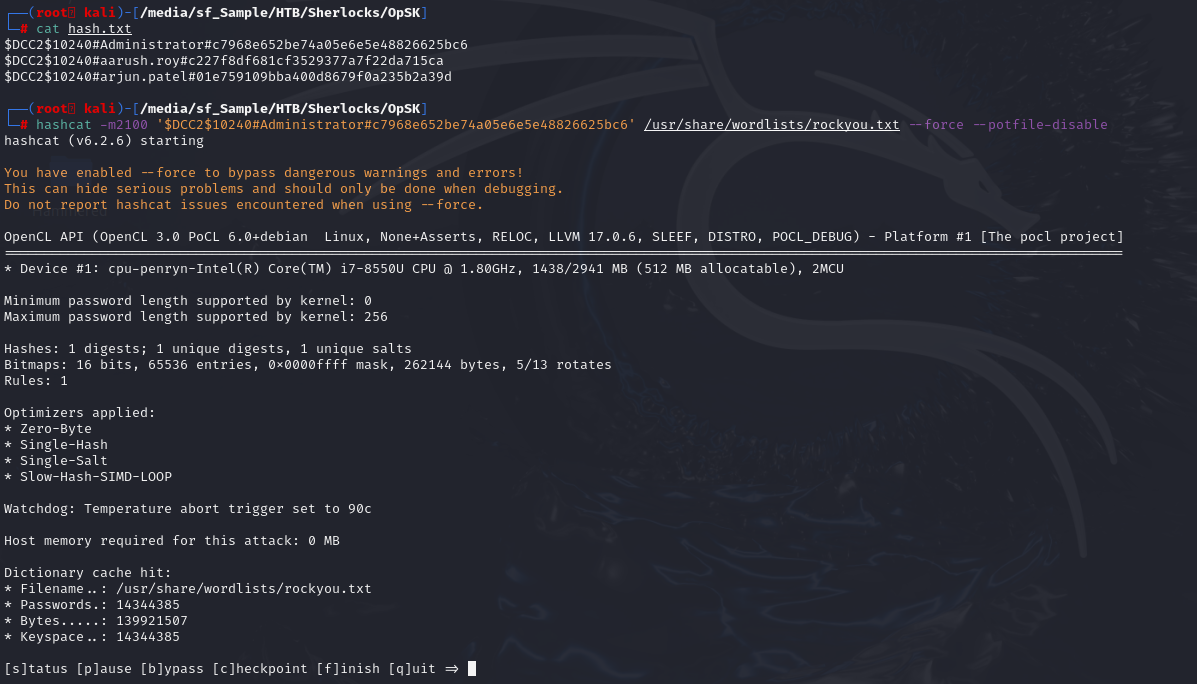 ┌──(root㉿ kali)-[/media/sf_Sample/HTB/Sherlocks/OpSK]
└─# cat hash.txt
$DCC2$10240#Administrator#c7968e652be74a05e6e5e48826625bc6
$DCC2$10240#aarush.roy#c227f8df681cf3529377a7f22da715ca
$DCC2$10240#arjun.patel#01e759109bba400d8679f0a235b2a39d
┌──(root㉿ kali)-[/media/sf_Sample/HTB/Sherlocks/OpSK]
└─# hashcat -m2100 '$DCC2$10240#Administrator#c7968e652be74a05e6e5e48826625bc6' /usr/share/wordlists/rockyou.txt --force --potfile-disable
hashcat (v6.2.6) starting
You have enabled --force to bypass dangerous warnings and errors!
This can hide serious problems and should only be done when debugging.
Do not report hashcat issues encountered when using --force.
OpenCL API (OpenCL 3.0 PoCL 6.0+debian  Linux, None+Asserts, RELOC, LLVM 17.0.6, SLEEF, DISTRO, POCL_DEBUG) - Platform #1 [The pocl project]
* Device #1: cpu-penryn-Intel(R) Core(TM) i7-8550U CPU @ 1.80GHz, 1438/2941 MB (512 MB allocatable), 2MCU
Minimum password length supported by kernel: 0
Maximum password length supported by kernel: 256
Hashes: 1 digests; 1 unique digests, 1 unique salts
Bitmaps: 16 bits, 65536 entries, 0x0000ffff mask, 262144 bytes, 5/13 rotates
Rules: 1
Optimizers applied:
* Zero-Byte
* Single-Hash
* Single-Salt
* Slow-Hash-SIMD-LOOP
Watchdog: Temperature abort trigger set to 90c
Host memory required for this attack: 0 MB
Dictionary cache hit:
* Filename..: /usr/share/wordlists/rockyou.txt
* Passwords.: 14344385
* Bytes.....: 139921507
* Keyspace..: 14344385
[s]tatus [p]ause [b]ypass [c]heckpoint [f]inish [q]uit =>